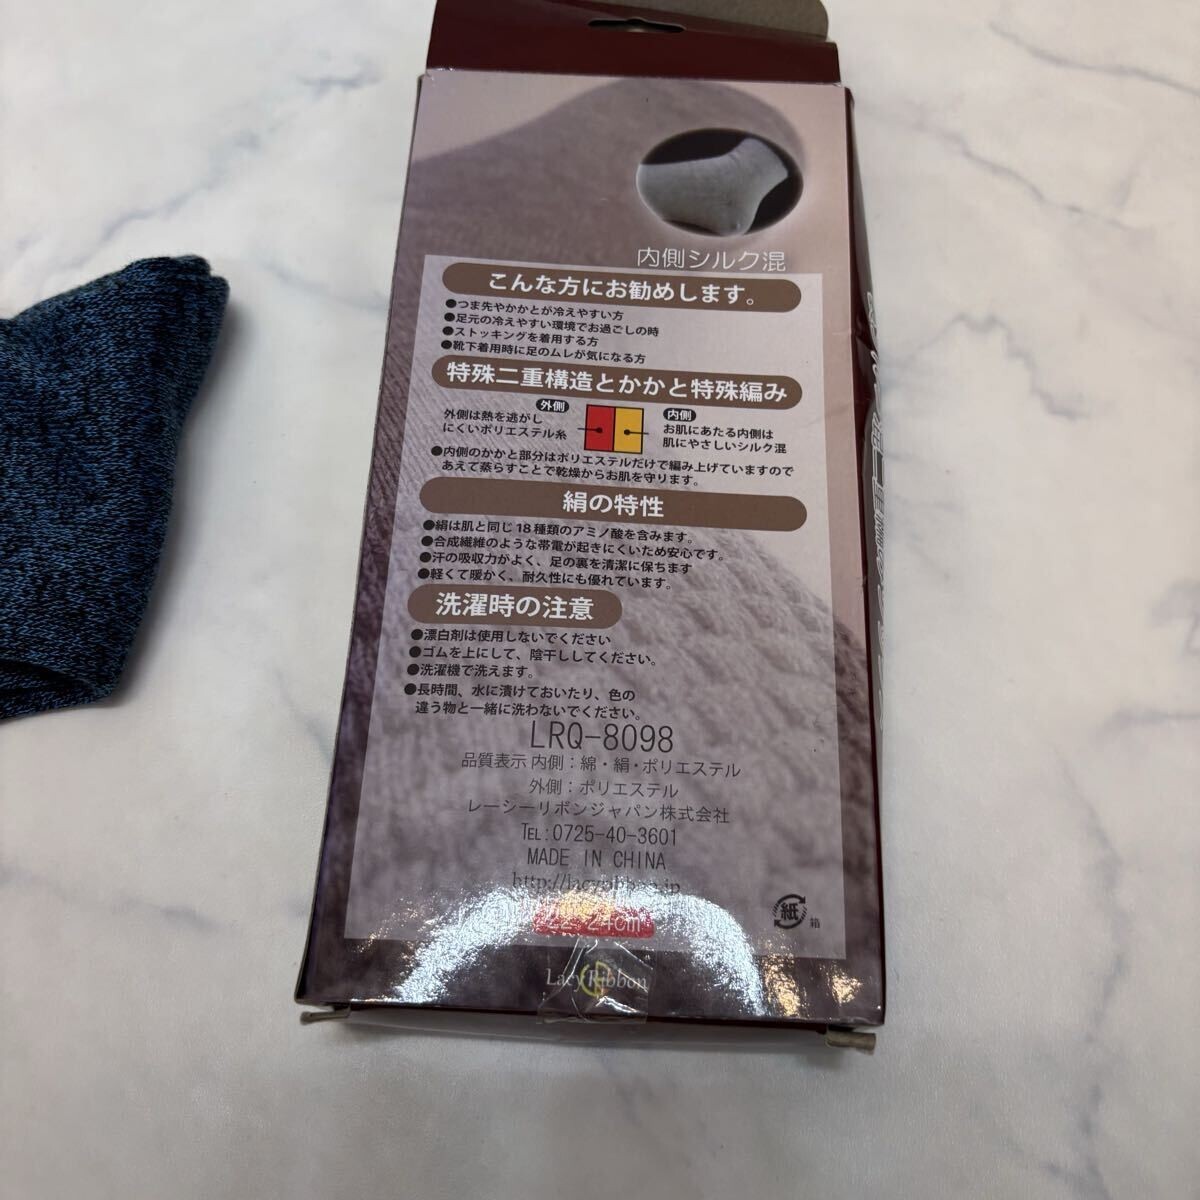 内側シルク混
こんな方にお勧めします。
●つま先やかかとが冷えやすい方
●足元の冷えやすい環境でお過ごしの時
●ストッキングを着用する方
●靴下着用時に足のムレが気になる方
特殊二重構造とかかと特殊編み
外側
外側は熱を逃がし
にくいポリエステル糸
内側
お肌にあたる内側は
肌にやさしいシルク混
●内側のかかと部分はポリエステルだけで編み上げていますので
あえて蒸らすことで乾燥からお肌を守ります。
絹の特性
●絹は肌と同じ18種類のアミノ酸を含みます。
●合成繊維のような帯電が起きにくいため安心です。
●汗の吸収力がよく、足の裏を清潔に保ちます
●軽くて暖かく、耐久性にも優れています。
洗濯時の注意
●漂白剤は使用しないでください
●ゴムを上にして、陰干ししてください。
●洗濯機で洗えます。
●長時間、水に漬けておいたり、色の
違う物と一緒に洗わないでください。
LRQ-8098
品質表示 内側：綿・絹・ポリエステル
外側：ポリエステル
レーシーリボンジャパン株式会社
TEL:0725-40-3601
MADE IN CHINA
22-24cm
紙
箱
Lacy Ribbon